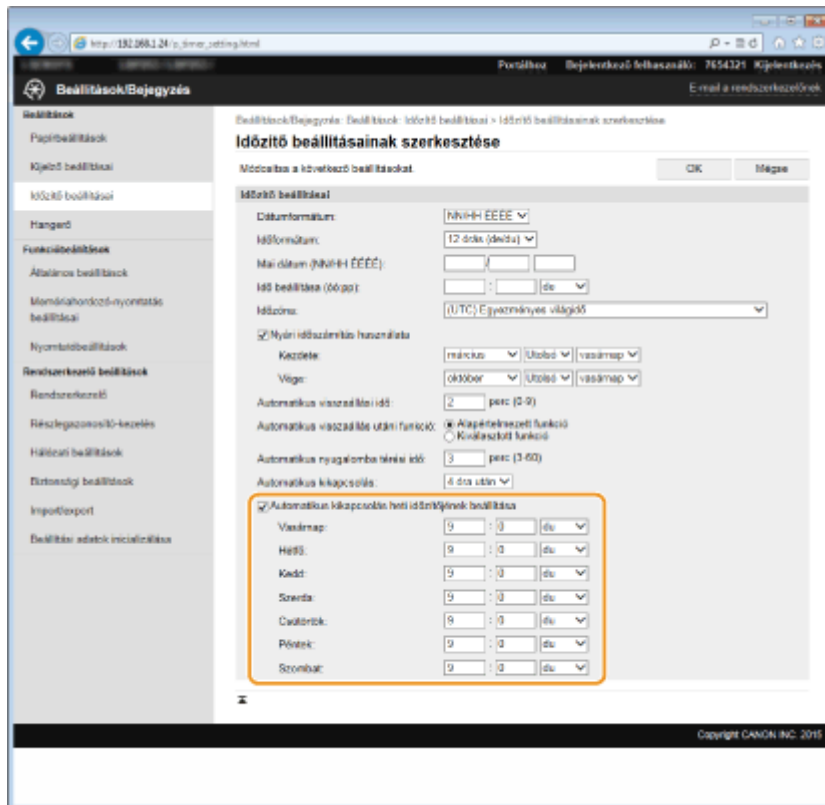 http://192.168.1.24/p_timer_setting.html
Portálhoz Bejelentkező felhasználó: 7654321 Kijelentkezés
Beállítások/Bejegyzés
E-mail a rendszerkezelőnek
Beállítások
Papírbeállítások
Kijelző beállításai
Időzítő beállításai
Hangerő
Funkcióbeállítások
Általános beállítások
Memóriahordozó-nyomtatás
beállításai
Nyomtatóbeállítások
Rendszerkezelő beállítások
Rendszerkezelő
Részlegazonosító-kezelés
Hálózati beállítások
Biztonsági beállítások
Import/export
Beállítási adatok inicializálása
Beállítások/Bejegyzés: Beállítások: Időzítő beállításai > Időzítő beállításainak szerkesztése
Időzítő beállításainak szerkesztése
Módosítsa a következő beállításokat.
OK Mégse
Időzítő beállításai
Dátumformátum: NN/HH ÉÉÉÉ
Időformátum: 12 órás (de/du)
Mai dátum (NN/HH ÉÉÉÉ): /
Idő beállítása (óó:pp): : de
Időzóna: (UTC) Egyezményes világidő
Nyári időszámítás használata
Kezdete: március Utolsó vasárnap
Vége: október Utolsó vasárnap
Automatikus visszaállási idő: 2 perc (0-9)
Automatikus visszaállás utáni funkció: Alapértelmezett funkció
Kiválasztott funkció
Automatikus nyugalomba térési idő: 3 perc (3-60)
Automatikus kikapcsolás: 4 óra után
Automatikus kikapcsolás heti időzítőjének beállítása
Vasárnap: 9 : 0 du
Hétfő: 9 : 0 du
Kedd: 9 : 0 du
Szerda: 9 : 0 du
Csütörtök: 9 : 0 du
Péntek: 9 : 0 du
Szombat: 9 : 0 du
Copyright CANON INC. 2015